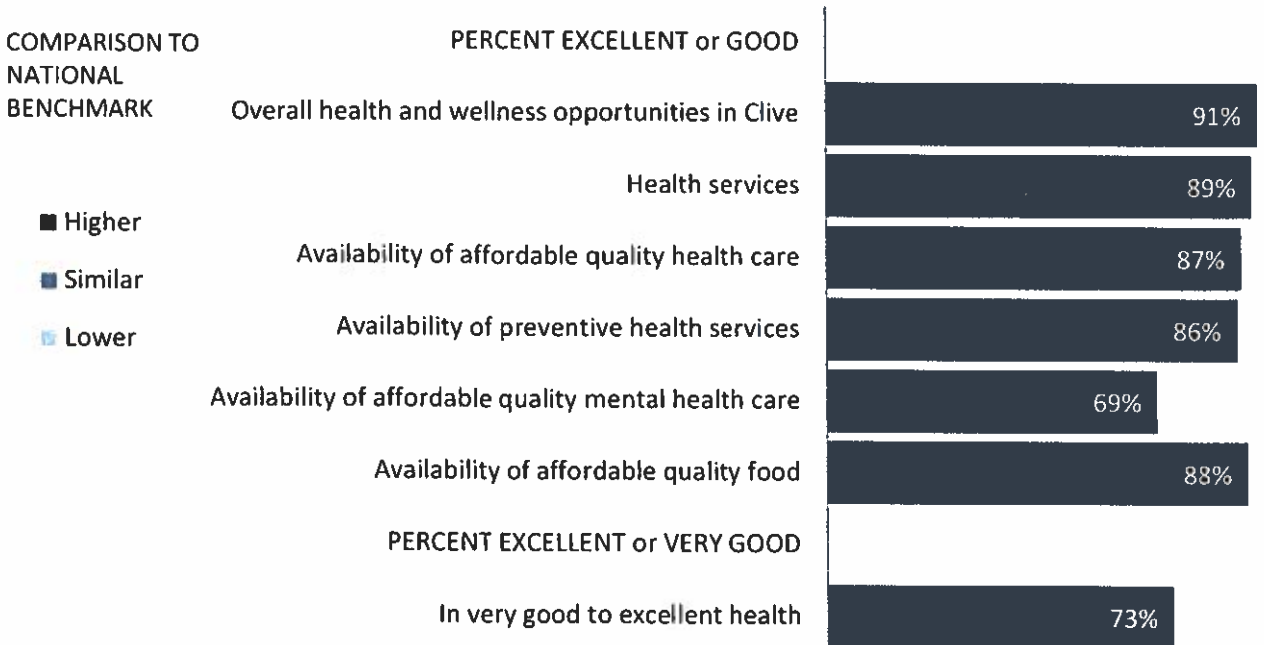 COMPARISON TO
NATIONAL
BENCHMARK
Higher
Similar
Lower
PERCENT EXCELLENT or GOOD
Overall health and wellness opportunities in Clive 91%
Health services 89%
Availability of affordable quality health care 87%
Availability of preventive health services 86%
Availability of affordable quality mental health care 69%
Availability of affordable quality food 88%
PERCENT EXCELLENT or VERY GOOD
In very good to excellent health 73%